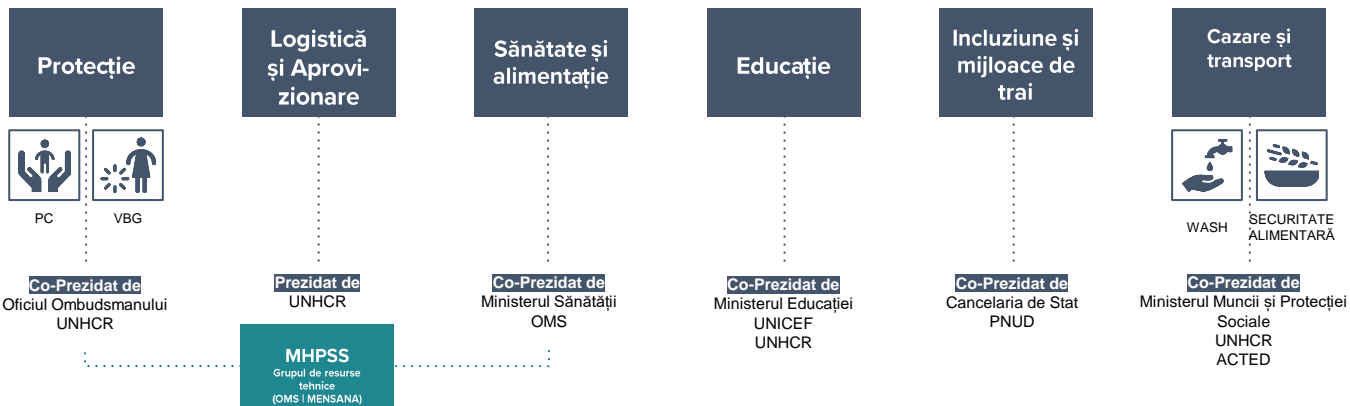 Protecție
Logistică
și Aprovi-
zionare
Sănătate și
alimentație
Educație
Incluziune și
mijloace de
trai
Cazare și
transport
PC
VBG
WASH
SECURITATE
ALIMENTARĂ
Co-Prezidat de
Oficiul Ombudsmanului
UNHCR
Prezidat de
UNHCR
Co-Prezidat de
Ministerul Sănătății
OMS
Co-Prezidat de
Ministerul Educației
UNICEF
UNHCR
Co-Prezidat de
Cancelaria de Stat
PNUD
Co-Prezidat de
Ministerul Muncii și Protecției
Sociale
UNHCR
ACTED
MHPSS
Grupul de resurse
tehnice
(OMS | MENSANA)